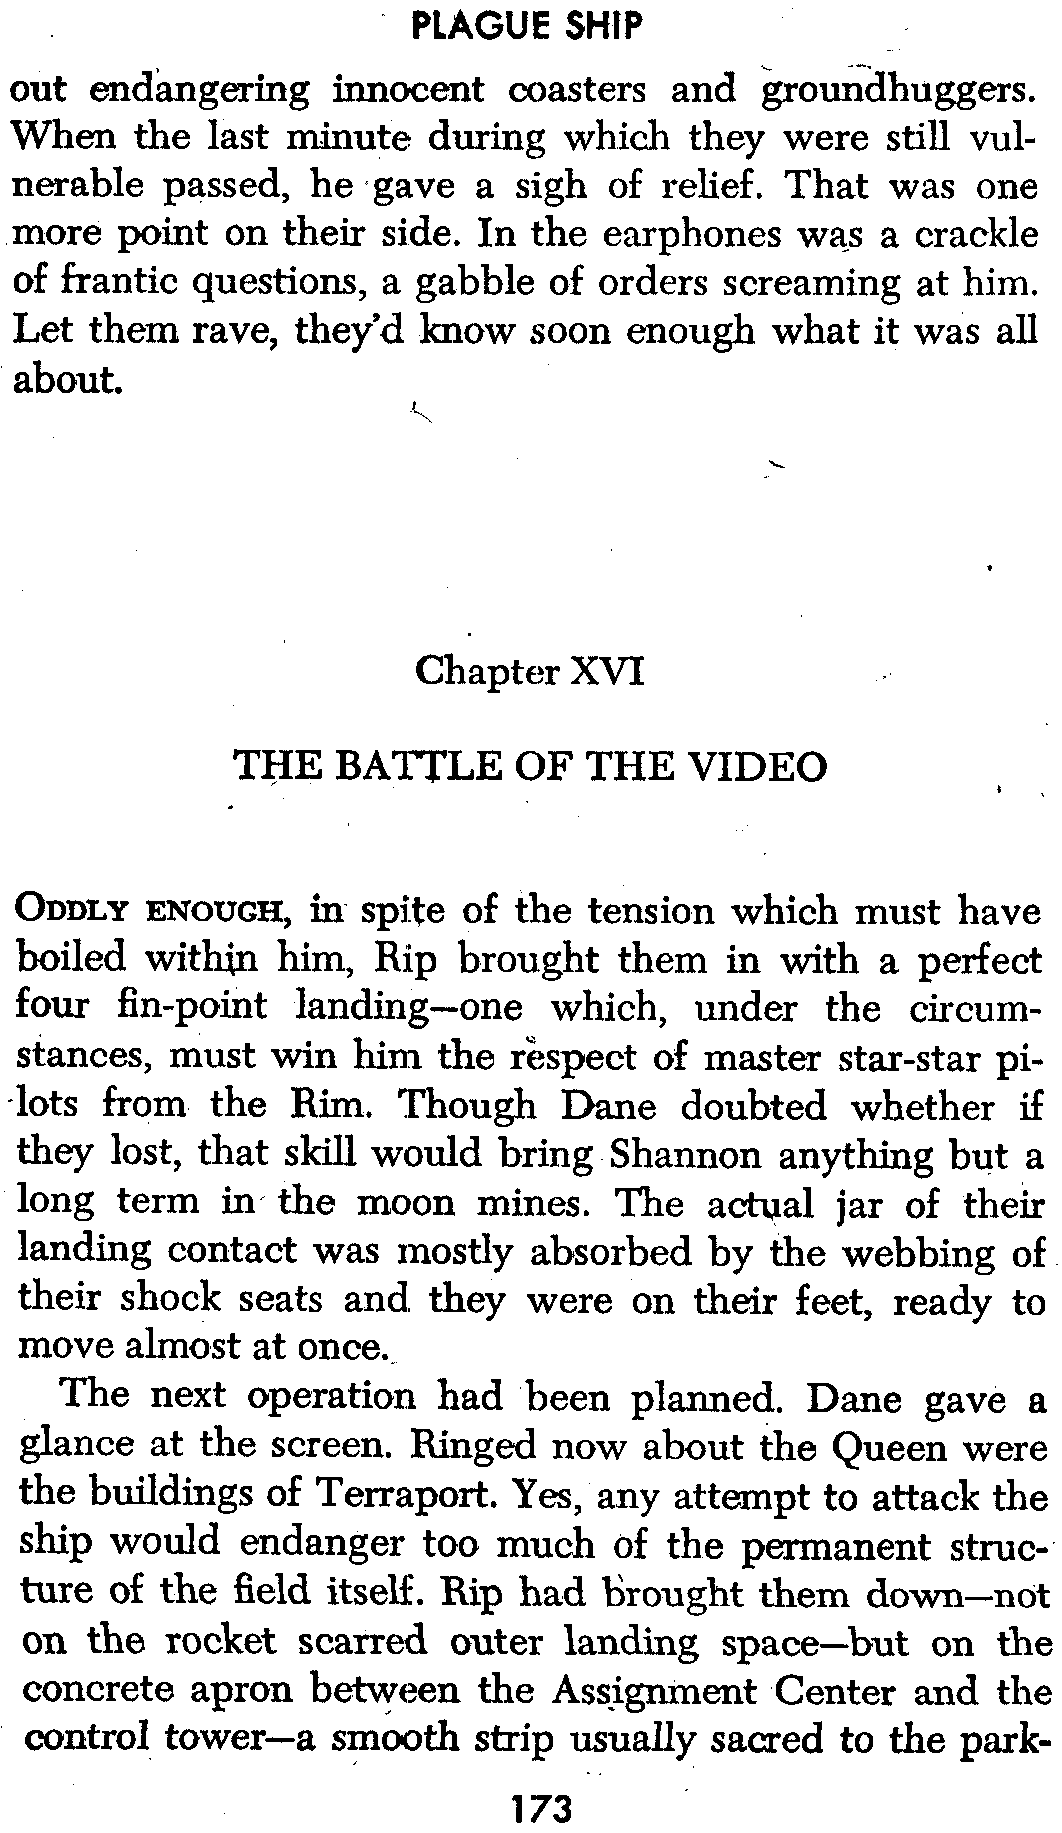 PLAGUE SHIP
out endangering innocent coasters and groundhuggers.
When the last minute during which they were still vul-
nerable passed, he gave a sigh of relief. That was one
more point on their side. In the earphones was a crackle
of frantic questions, a gabble of orders screaming at him.
Let them rave, they'd know soon enough what it was all
about.
Chapter XVI
THE BATTLE OF THE VIDEO
ODDLY ENOUGH, in spite of the tension which must have
boiled within him, Rip brought them in with a perfect
four fin-point landing—one which, under the circum-
stances, must win him the respect of master star-star pi-
lots from the Rim. Though Dane doubted whether if
they lost, that skill would bring Shannon anything but a
long term in the moon mines. The actual jar of their
landing contact was mostly absorbed by the webbing of
their shock seats and they were on their feet, ready to
move almost at once.
The next operation had been planned. Dane gave a
glance at the screen. Ringed now about the Queen were
the buildings of Terraport. Yes, any attempt to attack the
ship would endanger too much of the permanent struc-
ture of the field itself. Rip had brought them down—not
on the rocket scarred outer landing space—but on the
concrete apron between the Assignment Center and the
control tower—a smooth strip usually sacred to the park-
173